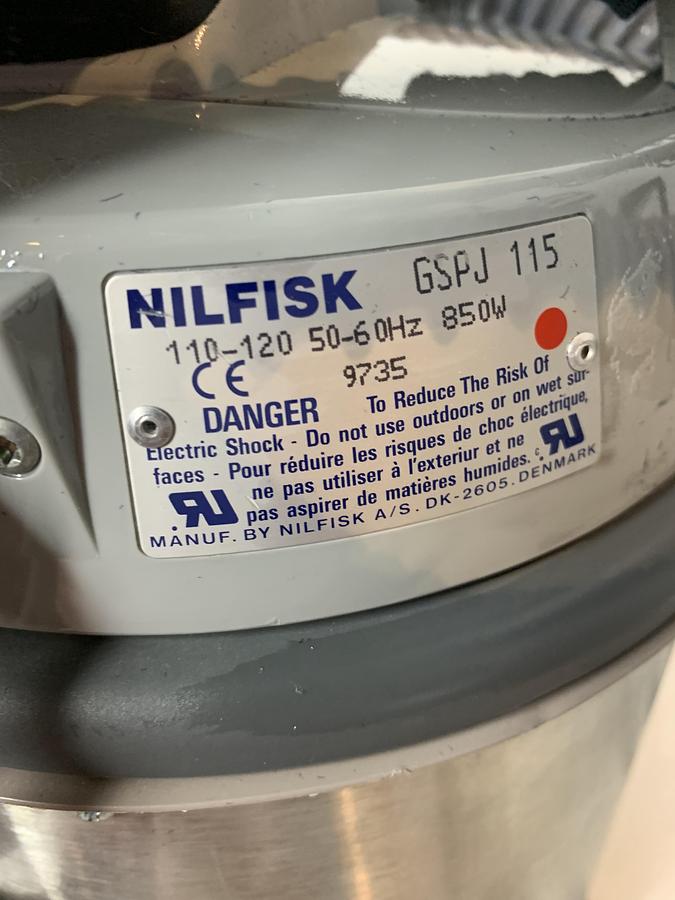 NILFISK GSPJ 115
110-120 50-60Hz 850W
CE 9735
DANGER To Reduce The Risk Of
Electric Shock - Do not use outdoors or on wet sur-
faces - Pour réduire les risques de choc électrique,
ne pas utiliser à l'exteriur et ne
pas aspirer de matières humides.
RU c RU
MANUF. BY NILFISK A/S. DK-2605. DENMARK